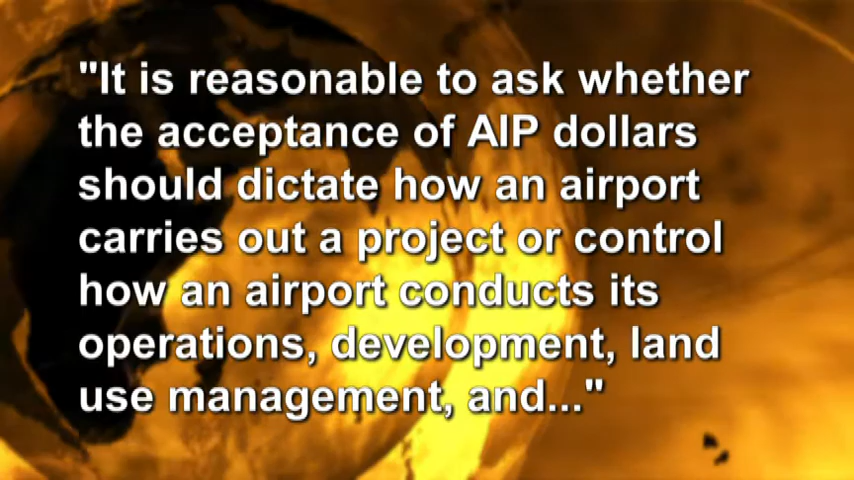 "It is reasonable to ask whether
the acceptance of AIP dollars
should dictate how an airport
carries out a project or control
how an airport conducts its
operations, development, land
use management, and..."